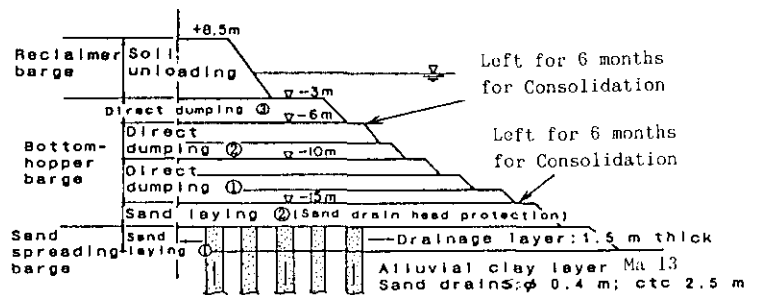 +8.5m
Reclaimer barge
Soil unloading
Left for 6 months for Consolidation
-3m
Direct dumping ③
-6m
Bottom-hopper barge
Direct dumping ②
-10m
Left for 6 months for Consolidation
Direct dumping ①
-15m
Sand laying ② (Sand drain head protection)
Sand spreading barge
Sand laying ①
Drainage layer: 1.5 m thick
Alluvial clay layer Ma 13
Sand drains; φ 0.4 m; ctc 2.5 m